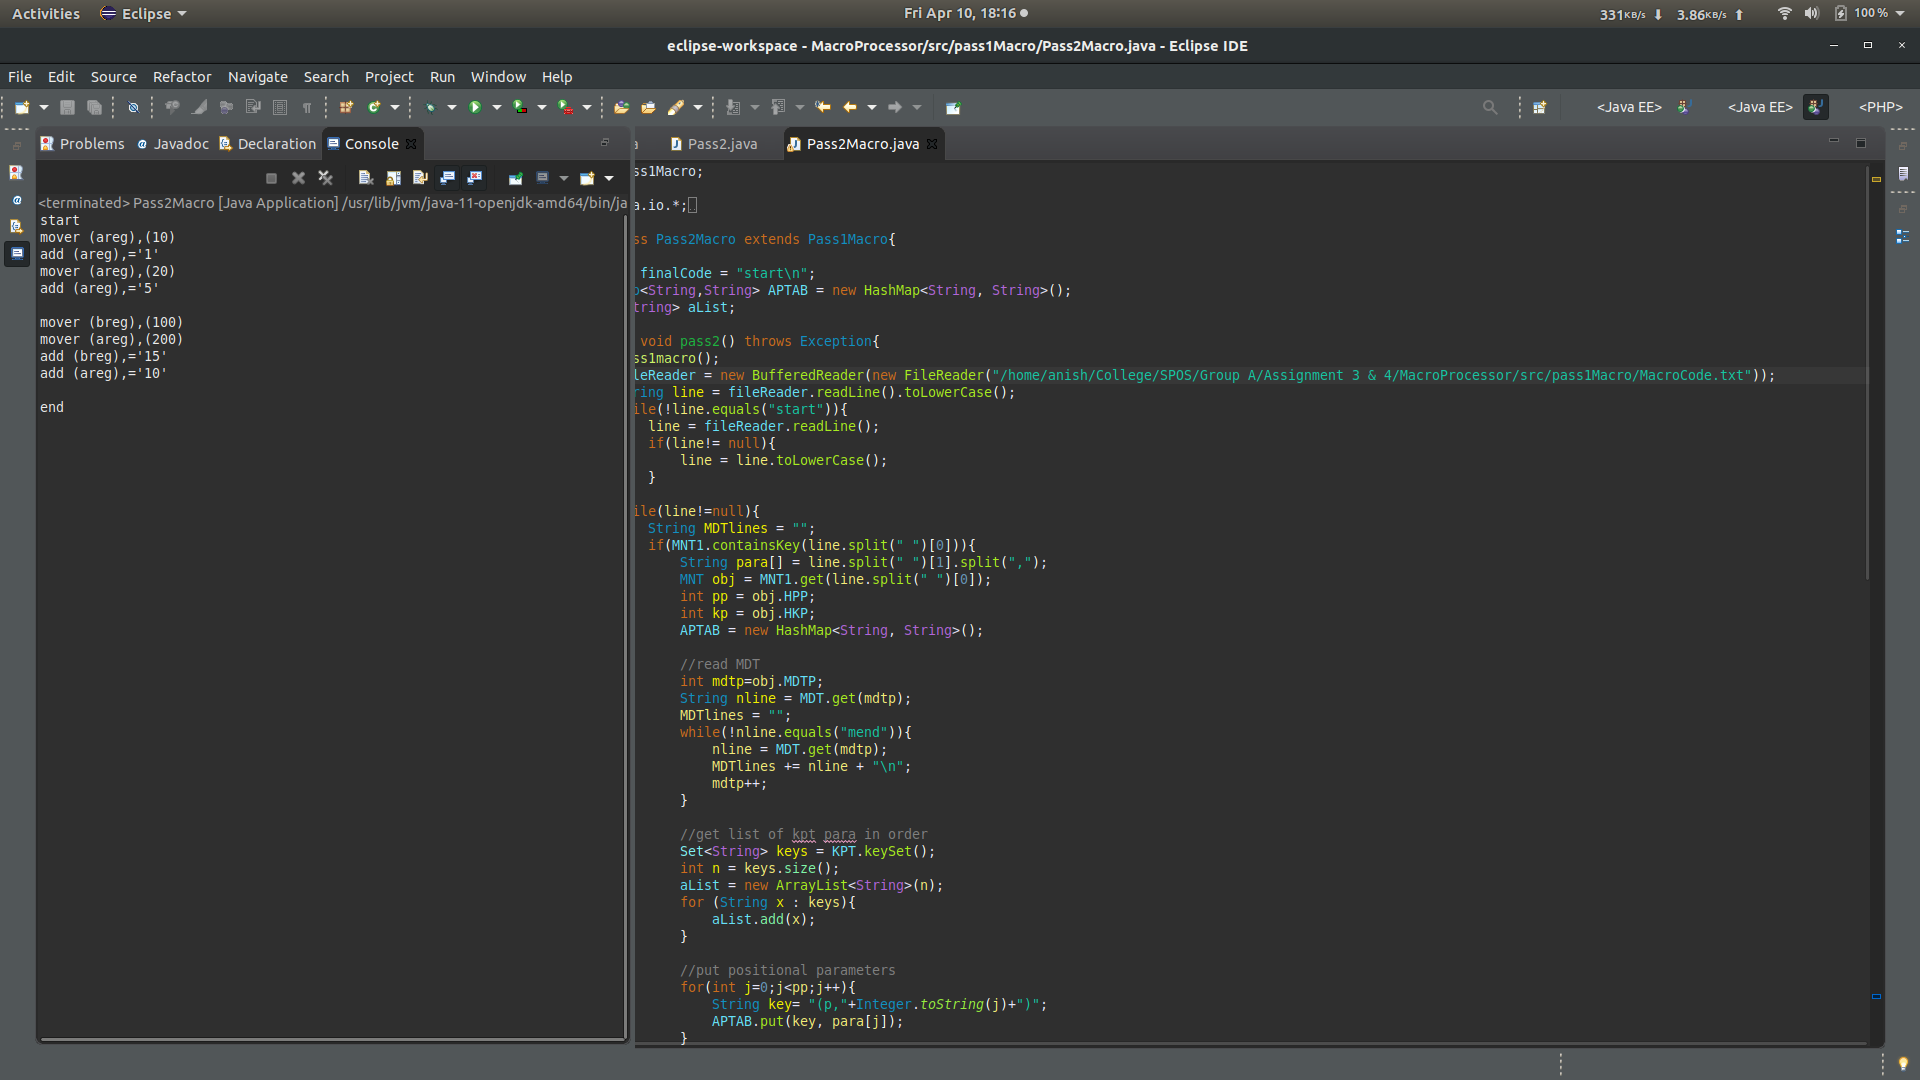 Activities Eclipse Fri Apr 10, 18:16 331KB/s 3.86KB/s 100%
eclipse-workspace - MacroProcessor/src/pass1Macro/Pass2Macro.java - Eclipse IDE
File Edit Source Refactor Navigate Search Project Run Window Help
<Java EE> <Java EE> <PHP>
Problems Javadoc Declaration Console
<terminated> Pass2Macro [Java Application] /usr/lib/jvm/java-11-openjdk-amd64/bin/ja
start
mover (areg),(10)
add (areg),='1'
mover (areg),(20)
add (areg),='5'
mover (breg),(100)
mover (areg),(200)
add (breg),='15'
add (areg),='10'
end
a Pass2.java Pass2Macro.java
ss1Macro;
a.io.*;
ss Pass2Macro extends Pass1Macro{
finalCode = "start\n";
p<String,String> APTAB = new HashMap<String, String>();
tring> aList;
void pass2() throws Exception{
ss1macro();
leReader = new BufferedReader(new FileReader("/home/anish/College/SPOS/Group A/Assignment 3 & 4/MacroProcessor/src/pass1Macro/MacroCode.txt"));
ring line = fileReader.readLine().toLowerCase();
ile(!line.equals("start")){
line = fileReader.readLine();
if(line!= null){
line = line.toLowerCase();
}
ile(line!=null){
String MDTlines = "";
if(MNT1.containsKey(line.split(" ")[0])){
String para[] = line.split(" ")[1].split(",");
MNT obj = MNT1.get(line.split(" ")[0]);
int pp = obj.HPP;
int kp = obj.HKP;
APTAB = new HashMap<String, String>();
//read MDT
int mdtp=obj.MDTP;
String nline = MDT.get(mdtp);
MDTlines = "";
while(!nline.equals("mend")){
nline = MDT.get(mdtp);
MDTlines += nline + "\n";
mdtp++;
}
//get list of kpt para in order
Set<String> keys = KPT.keySet();
int n = keys.size();
aList = new ArrayList<String>(n);
for (String x : keys){
aList.add(x);
}
//put positional parameters
for(int j=0;j<pp;j++){
String key= "(p,"+Integer.toString(j)+")";
APTAB.put(key, para[j]);
}